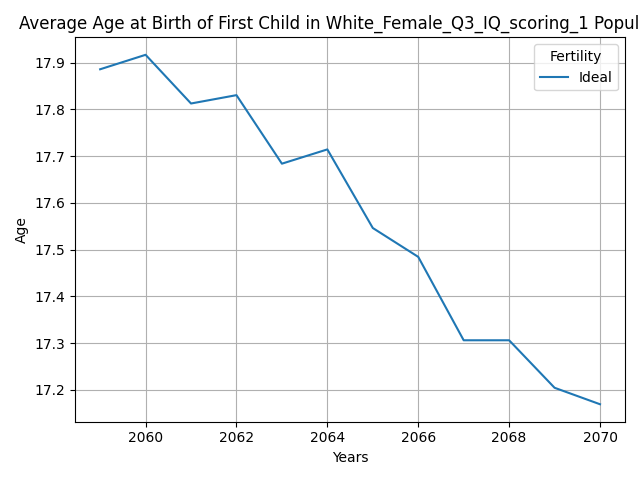 Average Age at Birth of First Child in White_Female_Q3_IQ_scoring_1 Popul
Fertility
Ideal
17.9
17.8
17.7
17.6
17.5
17.4
17.3
17.2
Age
2060 2062 2064 2066 2068 2070
Years